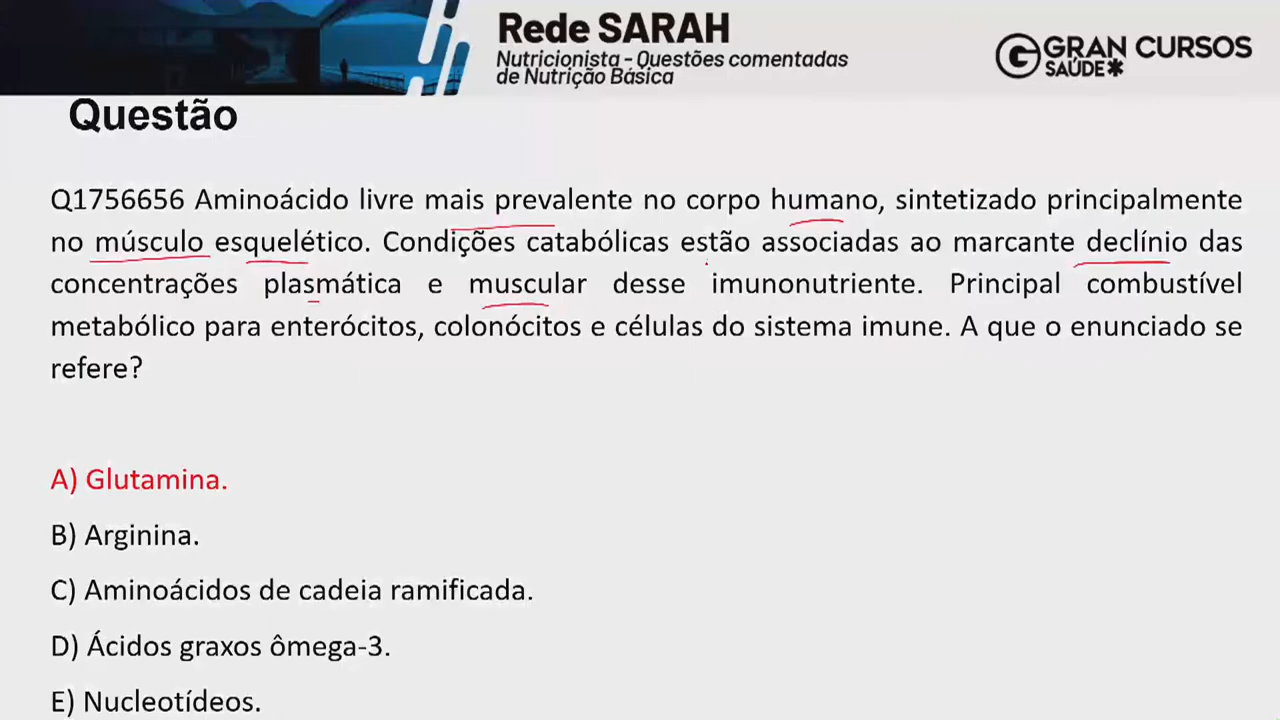 Rede SARAH
Nutricionista - Questões comentadas
de Nutrição Básica
GRAN CURSOS
SAÚDE
Questão
Q1756656 Aminoácido livre mais prevalente no corpo humano, sintetizado principalmente
no músculo esquelético. Condições catabólicas estão associadas ao marcante declínio das
concentrações plasmática e muscular desse imunonutriente. Principal combustível
metabólico para enterócitos, colonócitos e células do sistema imune. A que o enunciado se
refere?
A) Glutamina.
B) Arginina.
C) Aminoácidos de cadeia ramificada.
D) Ácidos graxos ômega-3.
E) Nucleotídeos.